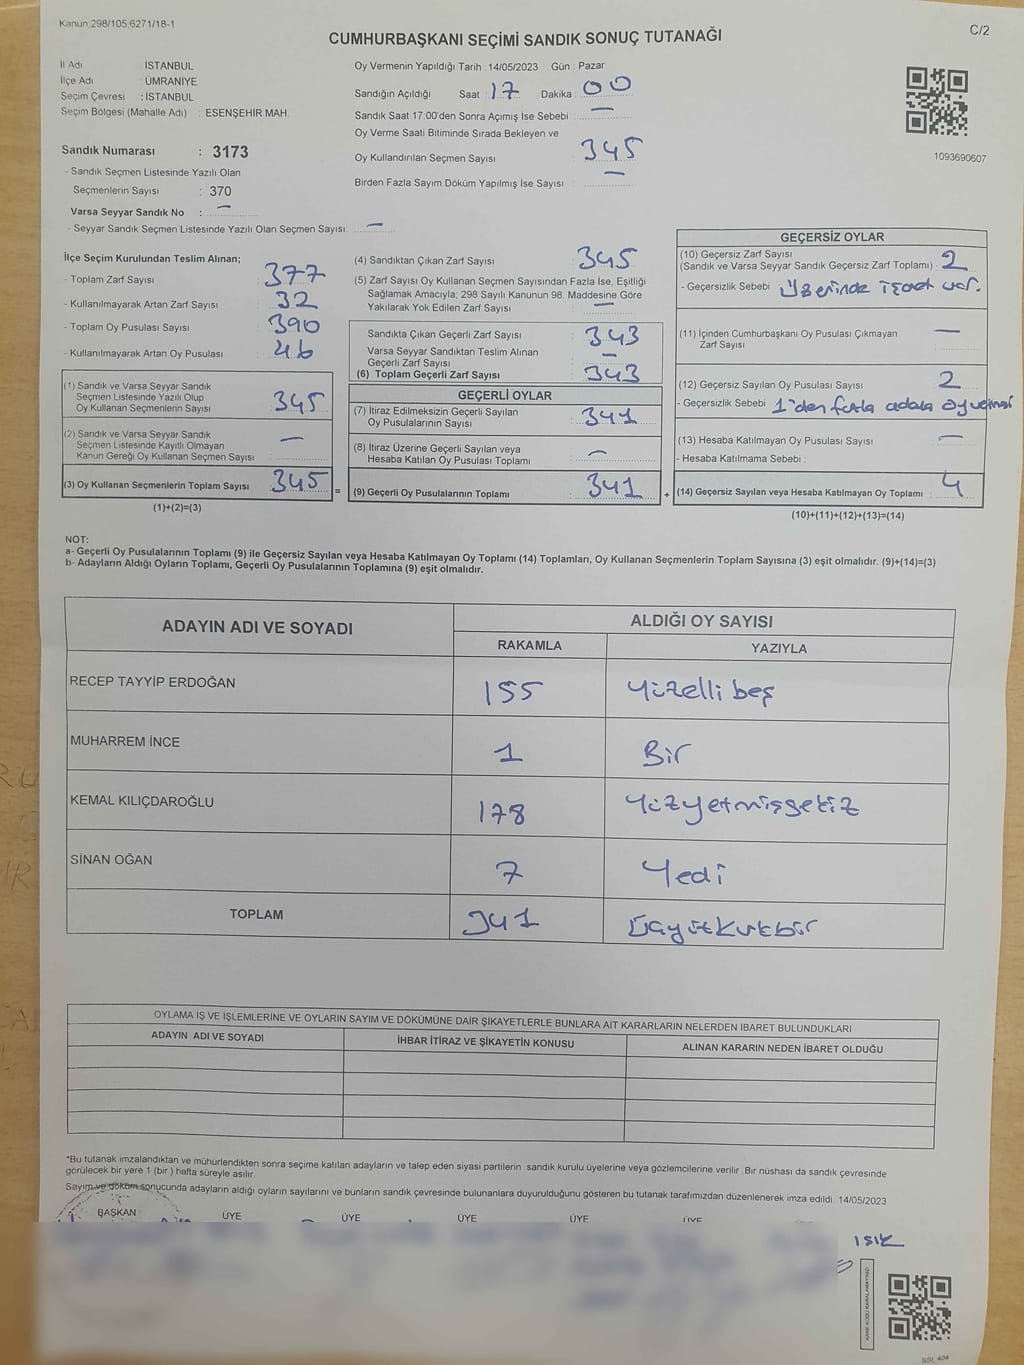 Kanun:298/105;6271/18-1
C/2
CUMHURBAŞKANI SEÇİMİ SANDIK SONUÇ TUTANAĞI
İl Adı İSTANBUL
İlçe Adı : ÜMRANİYE
Seçim Çevresi : İSTANBUL
Seçim Bölgesi (Mahalle Adı) : ESENŞEHİR MAH.
Sandık Numarası : 3173
- Sandık Seçmen Listesinde Yazılı Olan
Seçmenlerin Sayısı : 370
Varsa Seyyar Sandık No : —
- Seyyar Sandık Seçmen Listesinde Yazılı Olan Seçmen Sayısı: —
Oy Vermenin Yapıldığı Tarih : 14/05/2023 Gün : Pazar
Sandığın Açıldığı Saat : 17 Dakika : 00
Sandık Saat 17:00'den Sonra Açımış İse Sebebi : —
Oy Verme Saati Bitiminde Sırada Bekleyen ve
Oy Kullandırılan Seçmen Sayısı : 345
Birden Fazla Sayım Döküm Yapılmış İse Sayısı : —
1093690607
İlçe Seçim Kurulundan Teslim Alınan;
- Toplam Zarf Sayısı : 377
- Kullanılmayarak Artan Zarf Sayısı : 32
- Toplam Oy Pusulası Sayısı : 390
- Kullanılmayarak Artan Oy Pusulası : 46
(1) Sandık ve Varsa Seyyar Sandık
Seçmen Listesinde Yazılı Olup
Oy Kullanan Seçmenlerin Sayısı : 345
(2) Sandık ve Varsa Seyyar Sandık
Seçmen Listesinde Kayıtlı Olmayan
Kanun Gereği Oy Kullanan Seçmen Sayısı : —
(3) Oy Kullanan Seçmenlerin Toplam Sayısı : 345
(1)+(2)=(3)
=
(4) Sandıktan Çıkan Zarf Sayısı : 345
(5) Zarf Sayısı Oy Kullanan Seçmen Sayısından Fazla İse, Eşitliği
Sağlamak Amacıyla; 298 Sayılı Kanunun 98. Maddesine Göre
Yakılarak Yok Edilen Zarf Sayısı : —
Sandıkta Çıkan Geçerli Zarf Sayısı : 343
Varsa Seyyar Sandıktan Teslim Alınan
Geçerli Zarf Sayısı : —
(6) Toplam Geçerli Zarf Sayısı : 343
GEÇERLİ OYLAR
(7) İtiraz Edilmeksizin Geçerli Sayılan
Oy Pusulalarının Sayısı : 341
(8) İtiraz Üzerine Geçerli Sayılan veya
Hesaba Katılan Oy Pusulası Toplamı : —
(9) Geçerli Oy Pusulalarının Toplamı : 341
+
GEÇERSİZ OYLAR
(10) Geçersiz Zarf Sayısı
(Sandık ve Varsa Seyyar Sandık Geçersiz Zarf Toplamı) : 2
- Geçersizlik Sebebi : Üzerinde işaret var.
(11) İçinden Cumhurbaşkanı Oy Pusulası Çıkmayan
Zarf Sayısı : —
(12) Geçersiz Sayılan Oy Pusulası Sayısı : 2
- Geçersizlik Sebebi : 1'den fazla adaya oy verilmesi
(13) Hesaba Katılmayan Oy Pusulası Sayısı : —
- Hesaba Katılmama Sebebi :
(14) Geçersiz Sayılan veya Hesaba Katılmayan Oy Toplamı : 4
(10)+(11)+(12)+(13)=(14)
NOT:
a- Geçerli Oy Pusulalarının Toplamı (9) ile Geçersiz Sayılan veya Hesaba Katılmayan Oy Toplamı (14) Toplamları, Oy Kullanan Seçmenlerin Toplam Sayısına (3) eşit olmalıdır. (9)+(14)=(3)
b- Adayların Aldığı Oyların Toplamı, Geçerli Oy Pusulalarının Toplamına (9) eşit olmalıdır.
ADAYIN ADI VE SOYADI ALDIĞI OY SAYISI
RAKAMLA YAZIYLA
RECEP TAYYİP ERDOĞAN 155 Yüzelli beş
MUHARREM İNCE 1 Bir
KEMAL KILIÇDAROĞLU 178 Yüzyetmişsekiz
SİNAN OĞAN 7 Yedi
TOPLAM 341 Üçyüzkırkbir
OYLAMA İŞ VE İŞLEMLERİNE VE OYLARIN SAYIM VE DÖKÜMÜNE DAİR ŞİKAYETLERLE BUNLARA AİT KARARLARIN NELERDEN İBARET BULUNDUKLARI
ADAYIN ADI VE SOYADI İHBAR İTİRAZ VE ŞİKAYETİN KONUSU ALINAN KARARIN NEDEN İBARET OLDUĞU
*Bu tutanak imzalandıktan ve mühürlendikten sonra seçime katılan adayların ve talep eden siyasi partilerin sandık kurulu üyelerine veya gözlemcilerine verilir. Bir nüshası da sandık çevresinde
görülecek bir yere 1 (bir ) hafta süreyle asılır.
Sayım ve döküm sonucunda adayların aldığı oyların sayılarını ve bunların sandık çevresinde bulunanlara duyurulduğunu gösteren bu tutanak tarafımızdan düzenlenerek imza edildi. 14/05/2023
BAŞKAN ÜYE ÜYE ÜYE ÜYE ÜYE
IŞIK